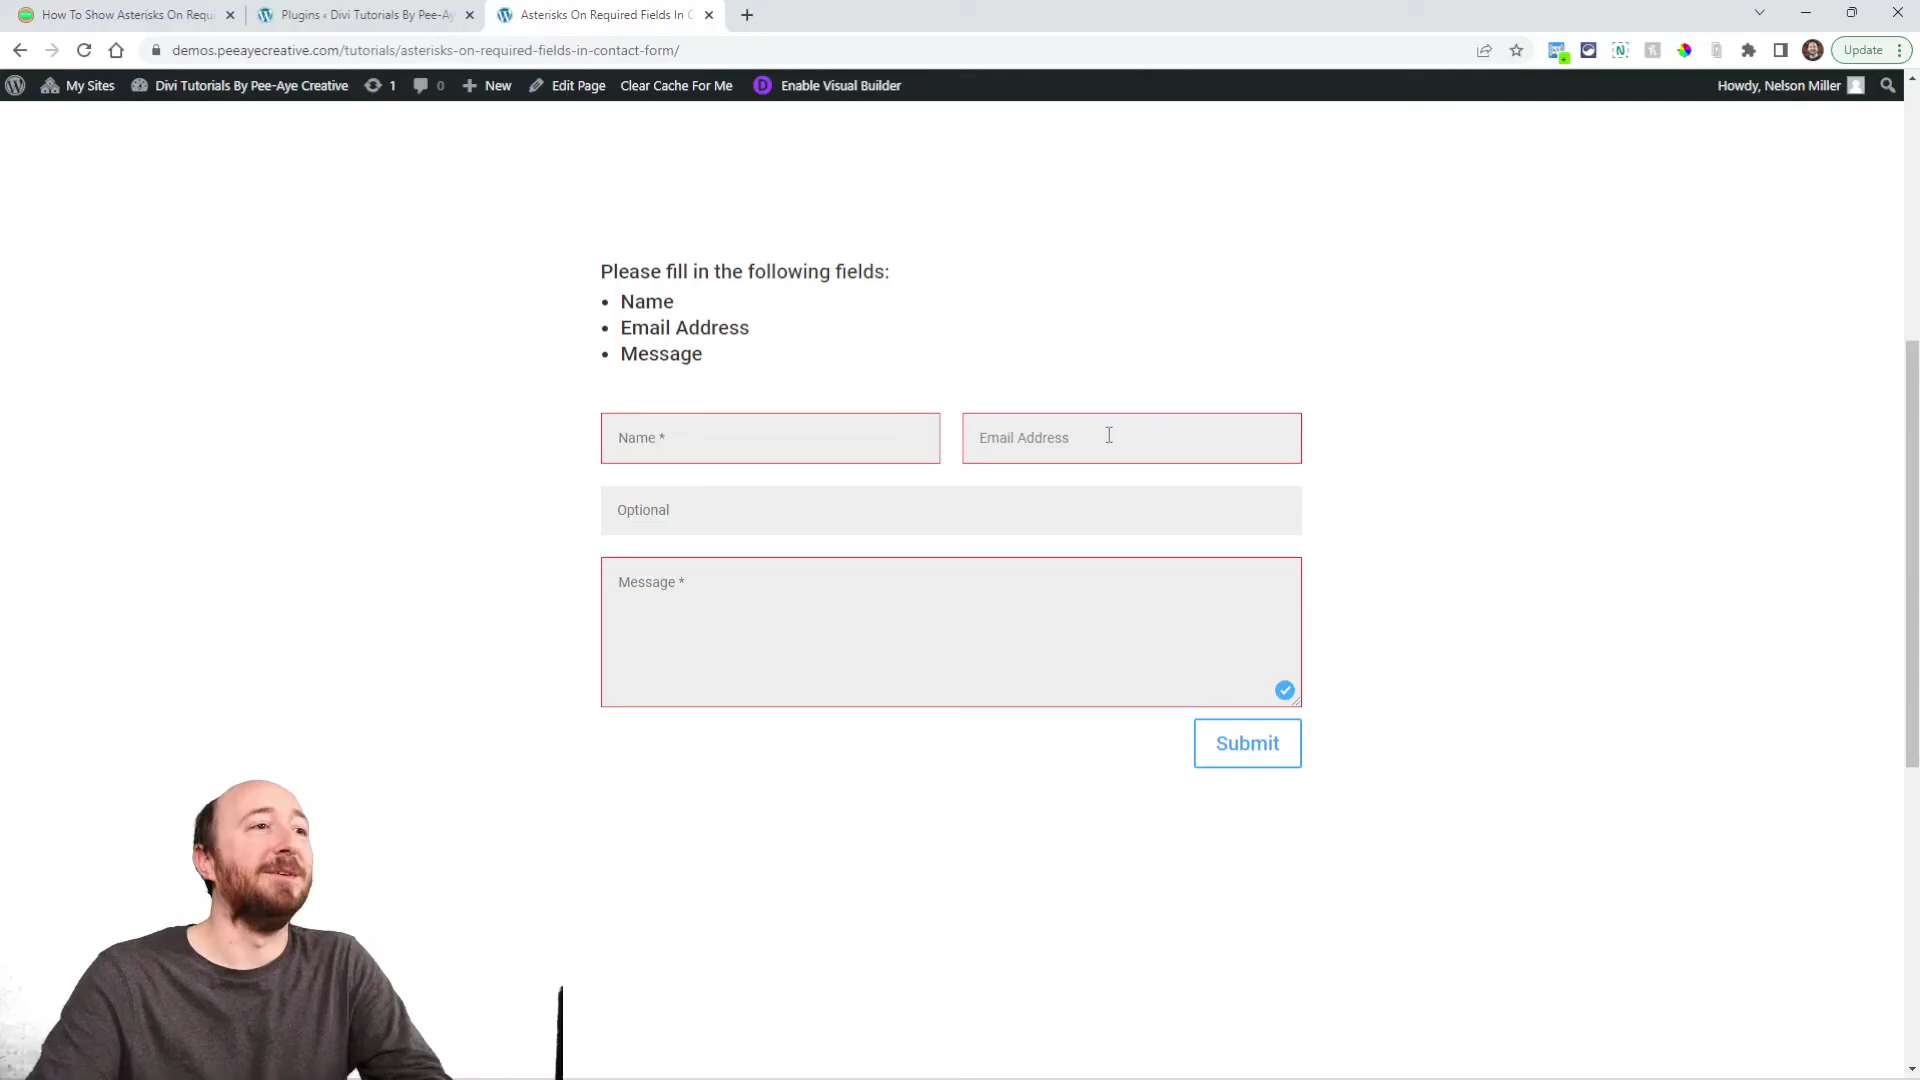 How To Show Asterisks On Requ
Plugins ‹ Divi Tutorials By Pee-Ay
Asterisks On Required Fields In C
demos.peeayecreative.com/tutorials/asterisks-on-required-fields-in-contact-form/
Update
My Sites
Divi Tutorials By Pee-Aye Creative
1
0
New
Edit Page
Clear Cache For Me
D
Enable Visual Builder
Howdy, Nelson Miller
Please fill in the following fields:
• Name
• Email Address
• Message
Name *
Email Address
Optional
Message *
Submit